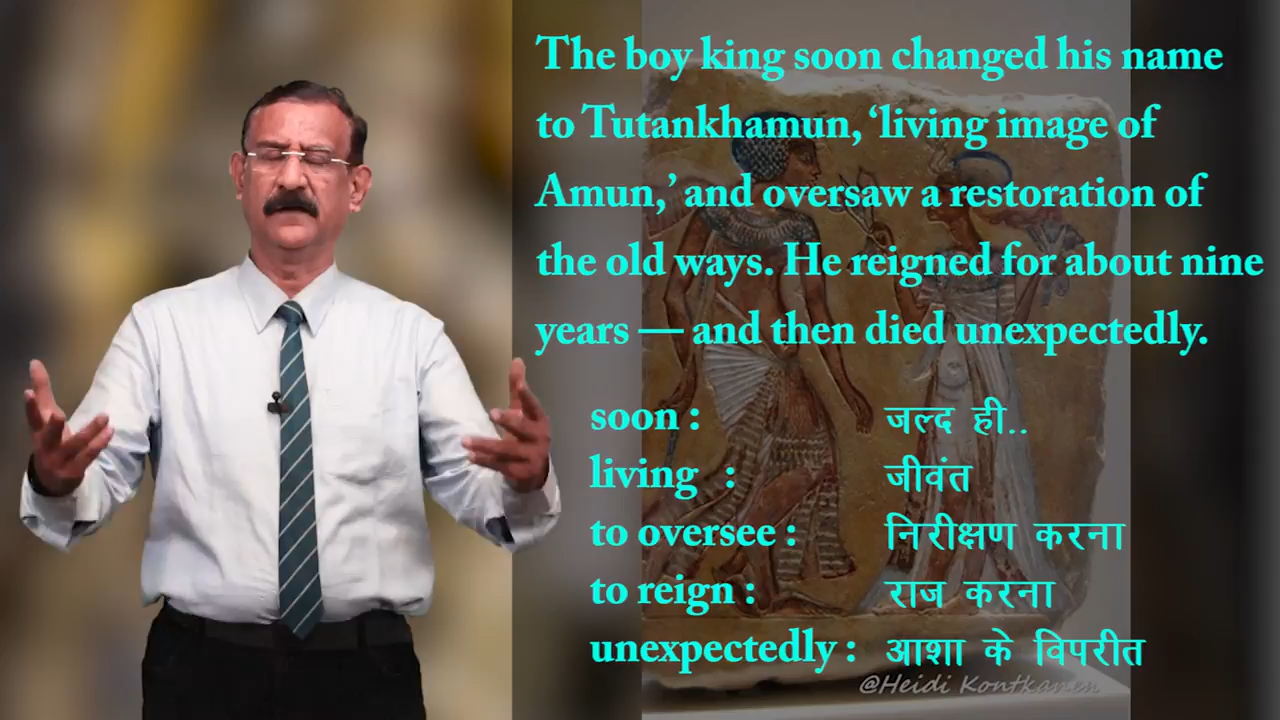 The boy king soon changed his name
to Tutankhamun, ‘living image of
Amun,’ and oversaw a restoration of
the old ways. He reigned for about nine
years — and then died unexpectedly.
soon : जल्द ही..
living : जीवंत
to oversee : निरीक्षण करना
to reign : राज करना
unexpectedly : आशा के विपरीत
@Heidi Kontkanen